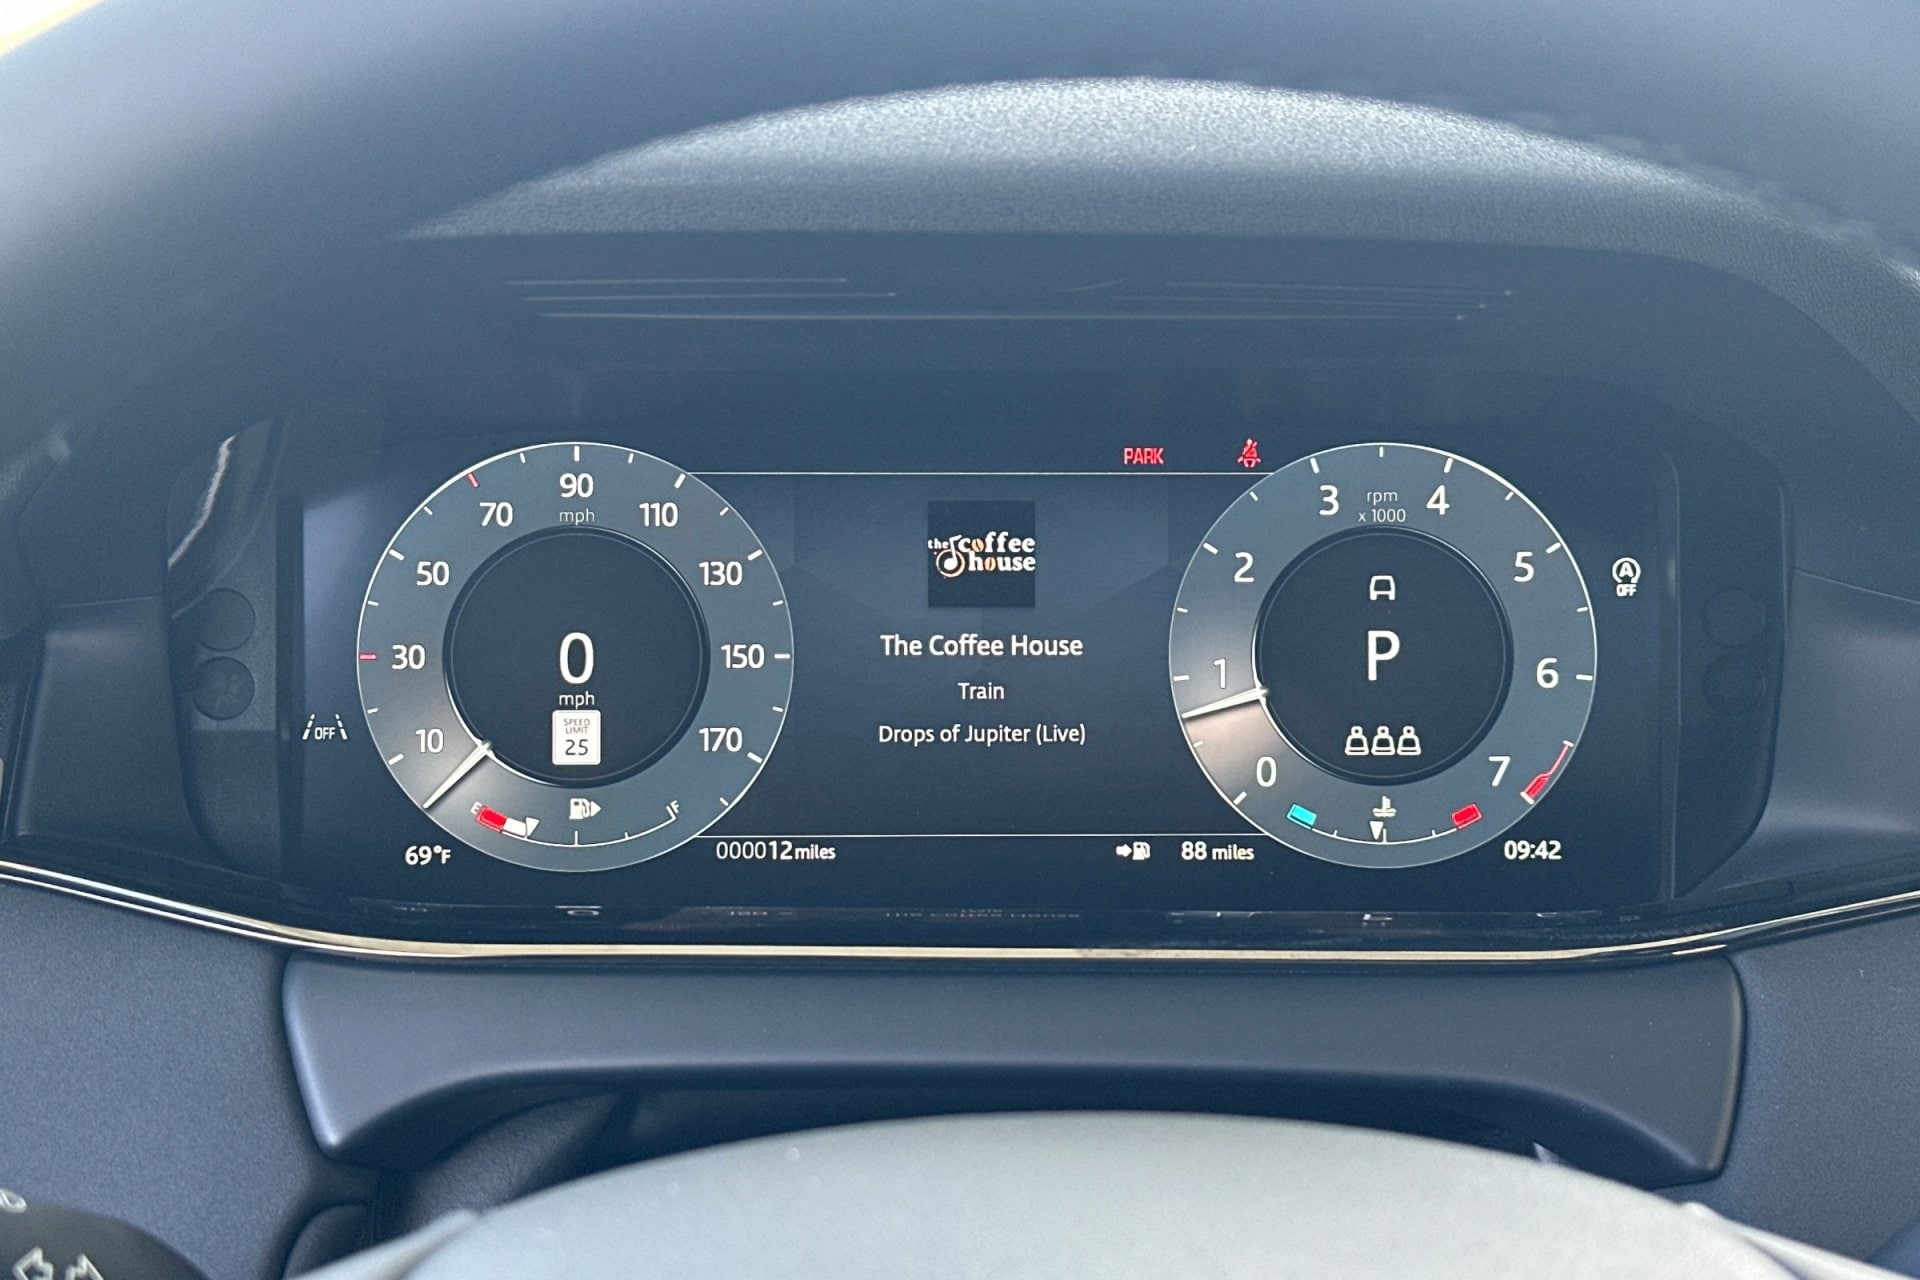 PARK
10
30
50
70
90
mph
110
130
150
170
0
mph
SPEED
LIMIT
25
E
F
OFF
69°F
the coffee
house
The Coffee House
Train
Drops of Jupiter (Live)
000012 miles
88 miles
0
1
2
3
rpm
x 1000
4
5
6
7
P
A
OFF
09:42